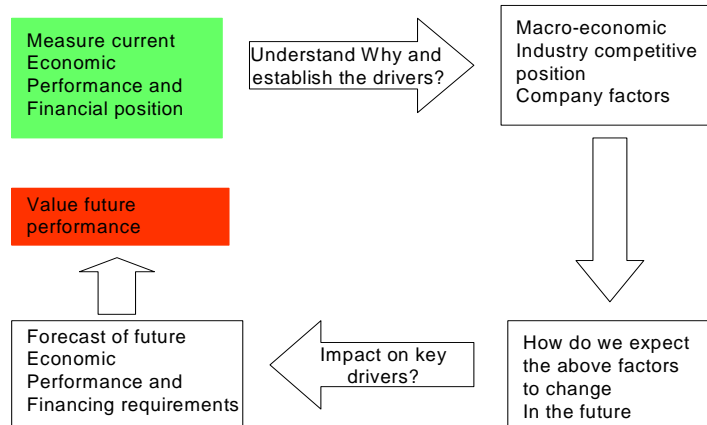 Measure current
Economic
Performance and
Financial position
Understand Why and
establish the drivers?
Macro-economic
Industry competitive
position
Company factors
Value future
performance
Forecast of future
Economic
Performance and
Financing requirements
Impact on key
drivers?
How do we expect
the above factors
to change
In the future